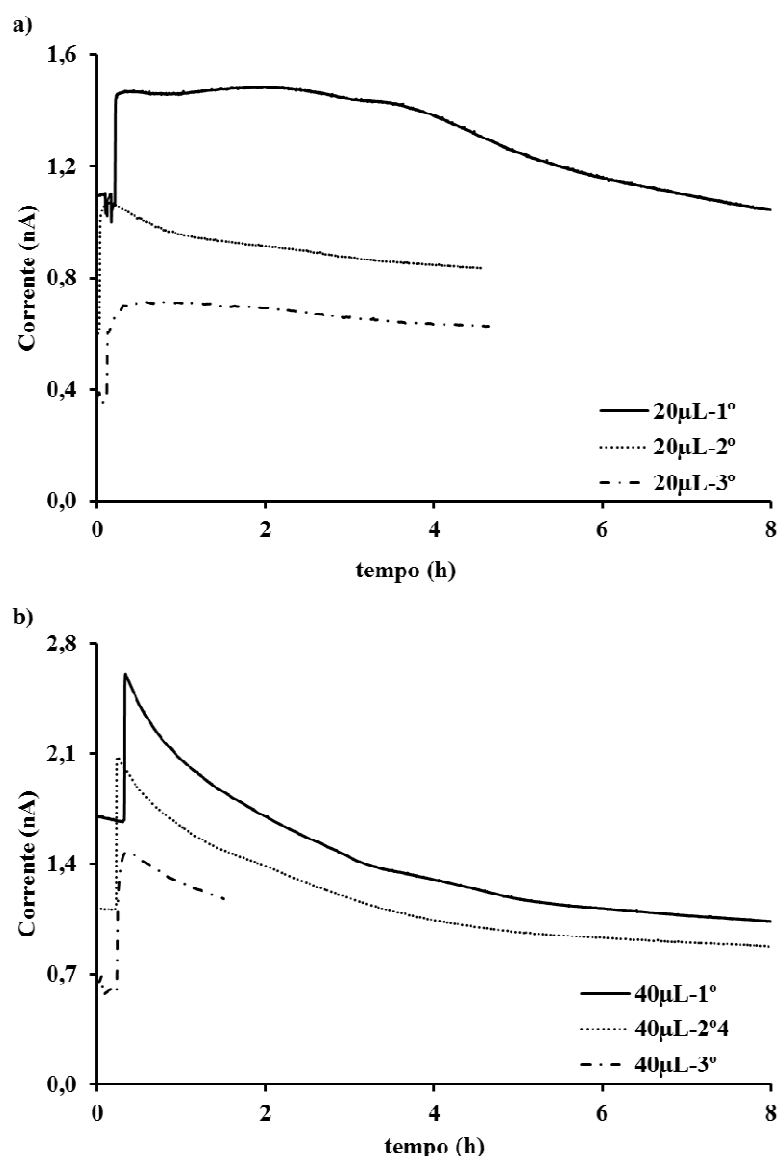 a)
1,6
1,2
0,8
0,4
0,0
Corrente (nA)
20µL-1º
20µL-2º
20µL-3º
0 2 4 6 8
tempo (h)
b)
2,8
2,1
1,4
0,7
0,0
Corrente (nA)
40µL-1º
40µL-2º4
40µL-3º
0 2 4 6 8
tempo (h)